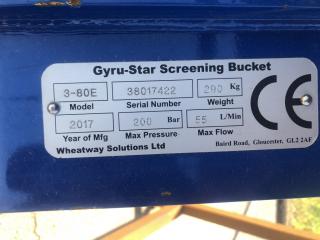 Gyru-Star Screening Bucket
3-80E 38017422 290 Kg
Model Serial Number Weight
2017 200 Bar 55 L/Min
Year of Mfg Max Pressure Max Flow
Wheatway Solutions Ltd Baird Road, Gloucester, GL2 2AF
CE